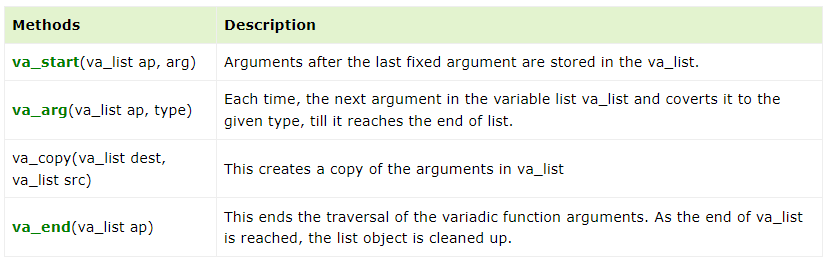 Methods Description
va_start(va_list ap, arg) Arguments after the last fixed argument are stored in the va_list.
va_arg(va_list ap, type) Each time, the next argument in the variable list va_list and coverts it to the
given type, till it reaches the end of list.
va_copy(va_list dest,
va_list src) This creates a copy of the arguments in va_list
va_end(va_list ap) This ends the traversal of the variadic function arguments. As the end of va_list
is reached, the list object is cleaned up.